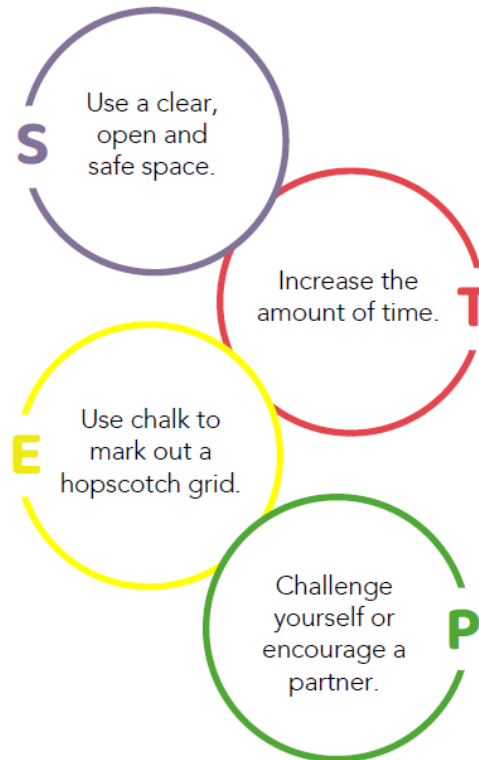 S
Use a clear,
open and
safe space.
T
Increase the
amount of time.
E
Use chalk to
mark out a
hopscotch grid.
P
Challenge
yourself or
encourage a
partner.